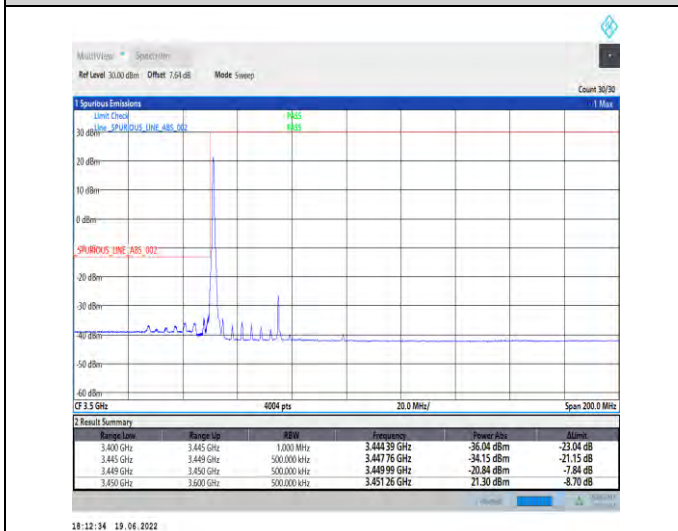 MultiView Spectrum
Ref Level 30.00 dBm Offset 7.64 dB Mode Sweep
Count 30/30
1 Spurious Emissions 1 Max
Limit Check PASS
Line _SPURIOUS_LINE_ABS_002 PASS
30 dBm
20 dBm
10 dBm
0 dBm
_SPURIOUS_LINE_ABS_002
-20 dBm
-30 dBm
-40 dBm
-50 dBm
-60 dBm
CF 3.5 GHz 4004 pts 20.0 MHz/ Span 200.0 MHz
2 Result Summary
Range Low Range Up RBW Frequency Power Abs ΔLimit
3.400 GHz 3.445 GHz 1.000 MHz 3.444 39 GHz -36.04 dBm -23.04 dB
3.445 GHz 3.449 GHz 500.000 kHz 3.447 76 GHz -34.15 dBm -21.15 dB
3.449 GHz 3.450 GHz 500.000 kHz 3.449 99 GHz -20.84 dBm -7.84 dB
3.450 GHz 3.600 GHz 500.000 kHz 3.451 26 GHz 21.30 dBm -8.70 dB
18:12:34 19.06.2022